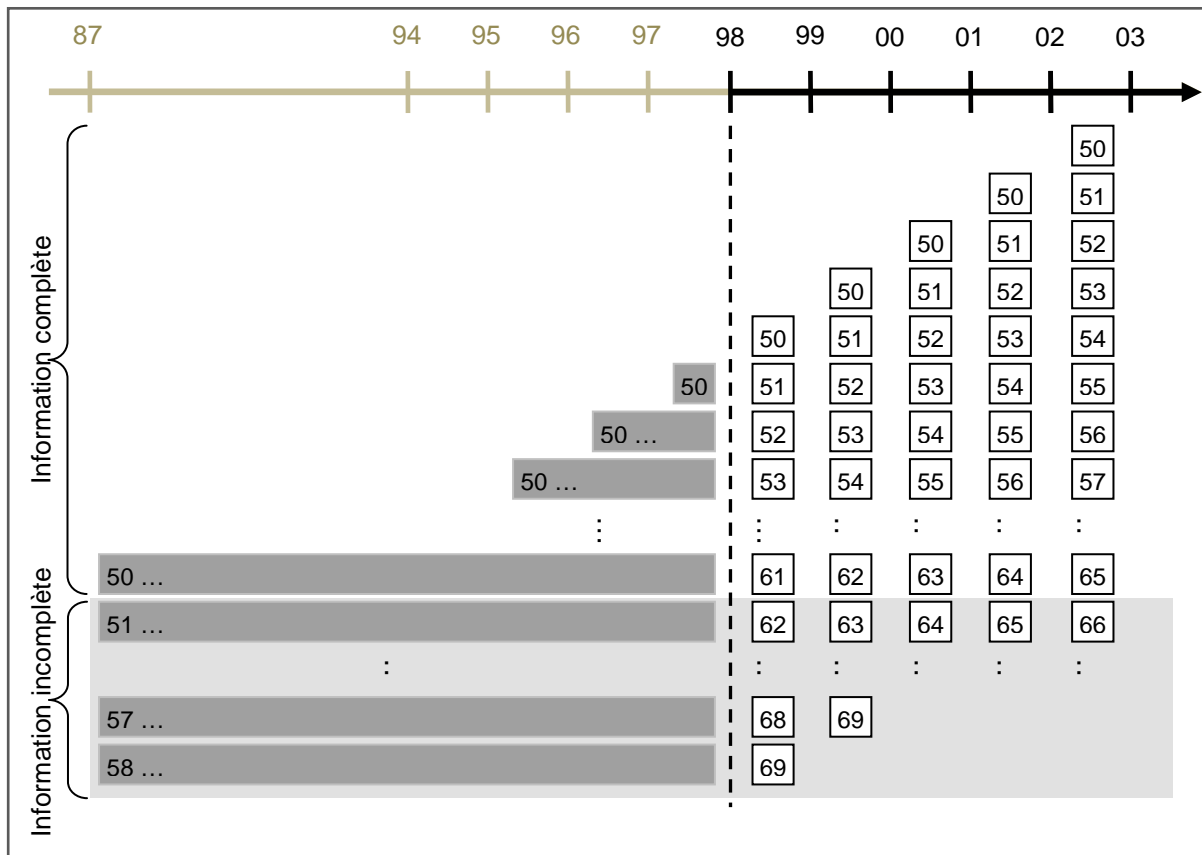 87 94 95 96 97 98 99 00 01 02 03
50
50 51
50 51 52
50 51 52 53
50 51 52 53 54
50 51 52 53 54 55
50 … 52 53 54 55 56
50 … 53 54 55 56 57
⋮ ⋮ : : :
50 … 61 62 63 64 65
51 … 62 63 64 65 66
: : : : : :
57 … 68 69
58 … 69
Information complète
Information incomplète